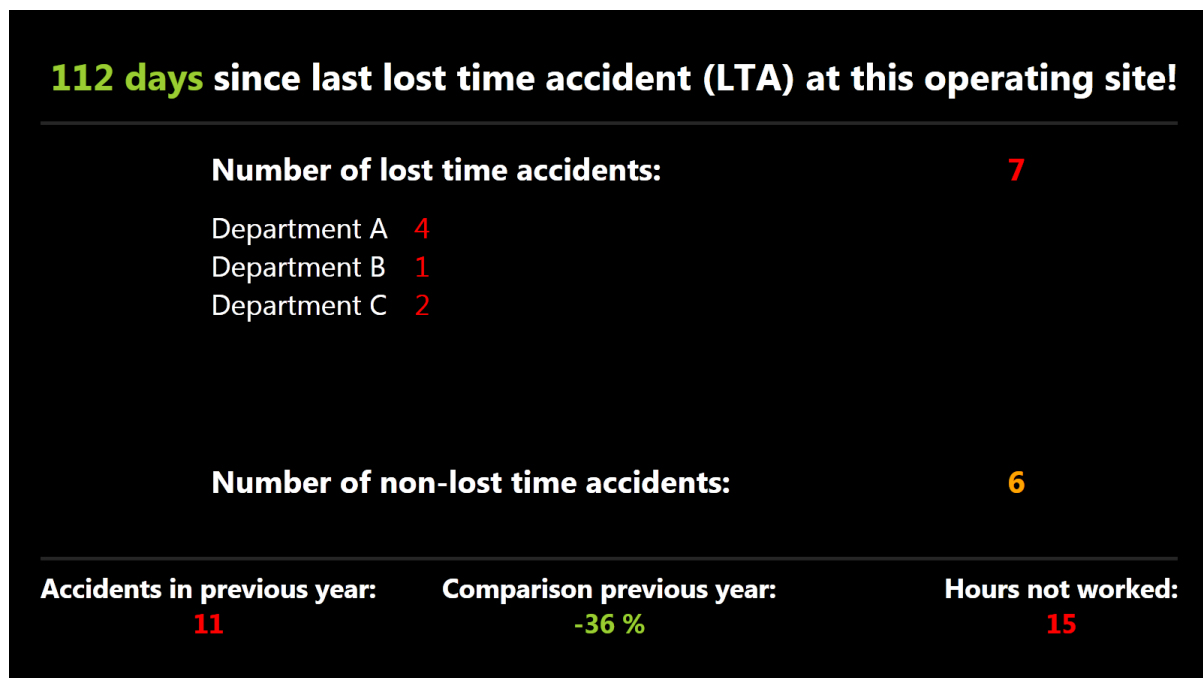 112 days since last lost time accident (LTA) at this operating site!
Number of lost time accidents: 7
Department A 4
Department B 1
Department C 2
Number of non-lost time accidents: 6
Accidents in previous year: Comparison previous year: Hours not worked:
11 -36 % 15